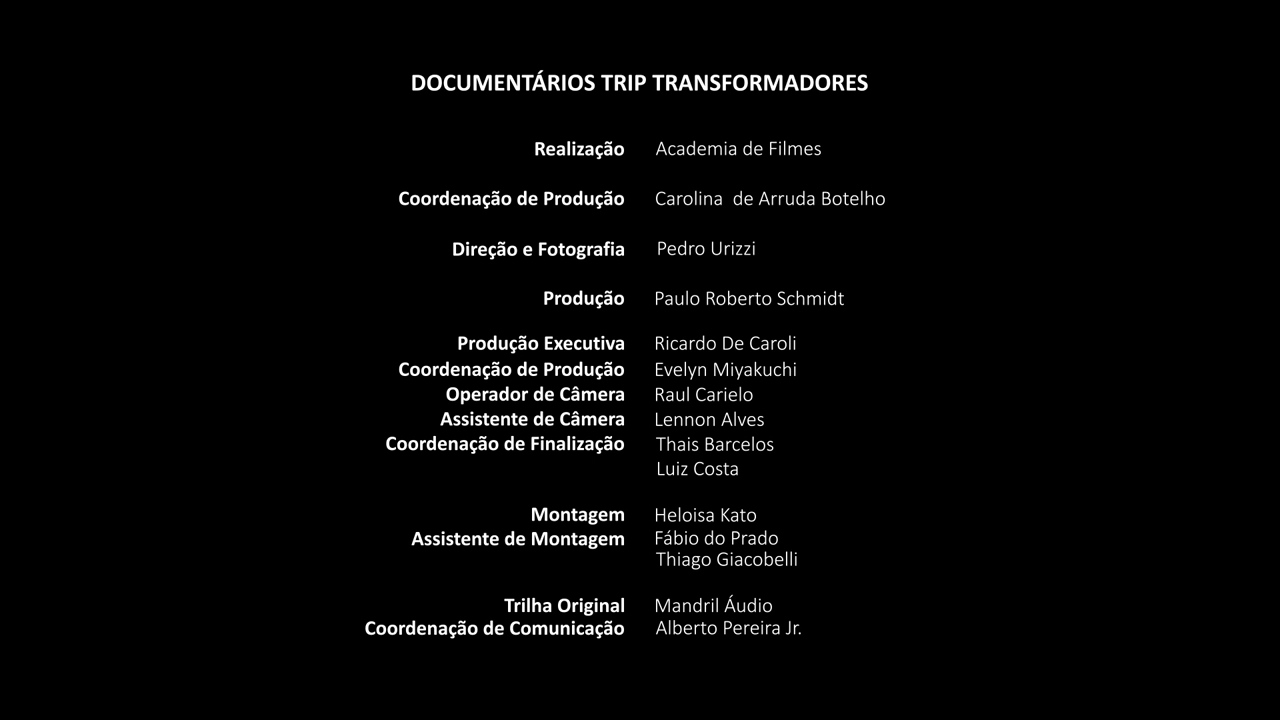 DOCUMENTÁRIOS TRIP TRANSFORMADORES
Realização Academia de Filmes
Coordenação de Produção Carolina de Arruda Botelho
Direção e Fotografia Pedro Urizzi
Produção Paulo Roberto Schmidt
Produção Executiva Ricardo De Caroli
Coordenação de Produção Evelyn Miyakuchi
Operador de Câmera Raul Carielo
Assistente de Câmera Lennon Alves
Coordenação de Finalização Thais Barcelos
Luiz Costa
Montagem Heloisa Kato
Assistente de Montagem Fábio do Prado
Thiago Giacobelli
Trilha Original Mandril Áudio
Coordenação de Comunicação Alberto Pereira Jr.